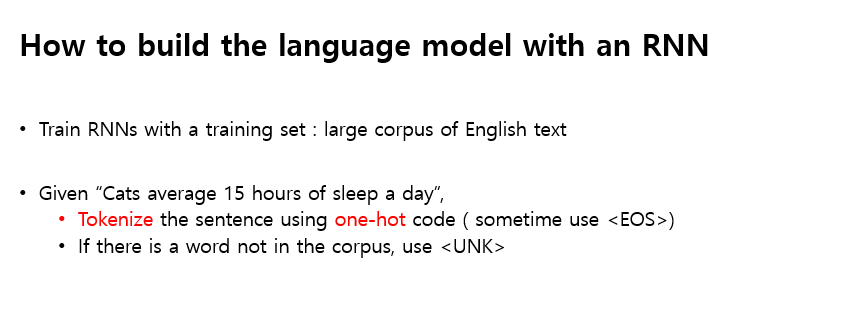 How to build the language model with an RNN
• Train RNNs with a training set : large corpus of English text
• Given “Cats average 15 hours of sleep a day”,
• Tokenize the sentence using one-hot code ( sometime use <EOS>)
• If there is a word not in the corpus, use <UNK>